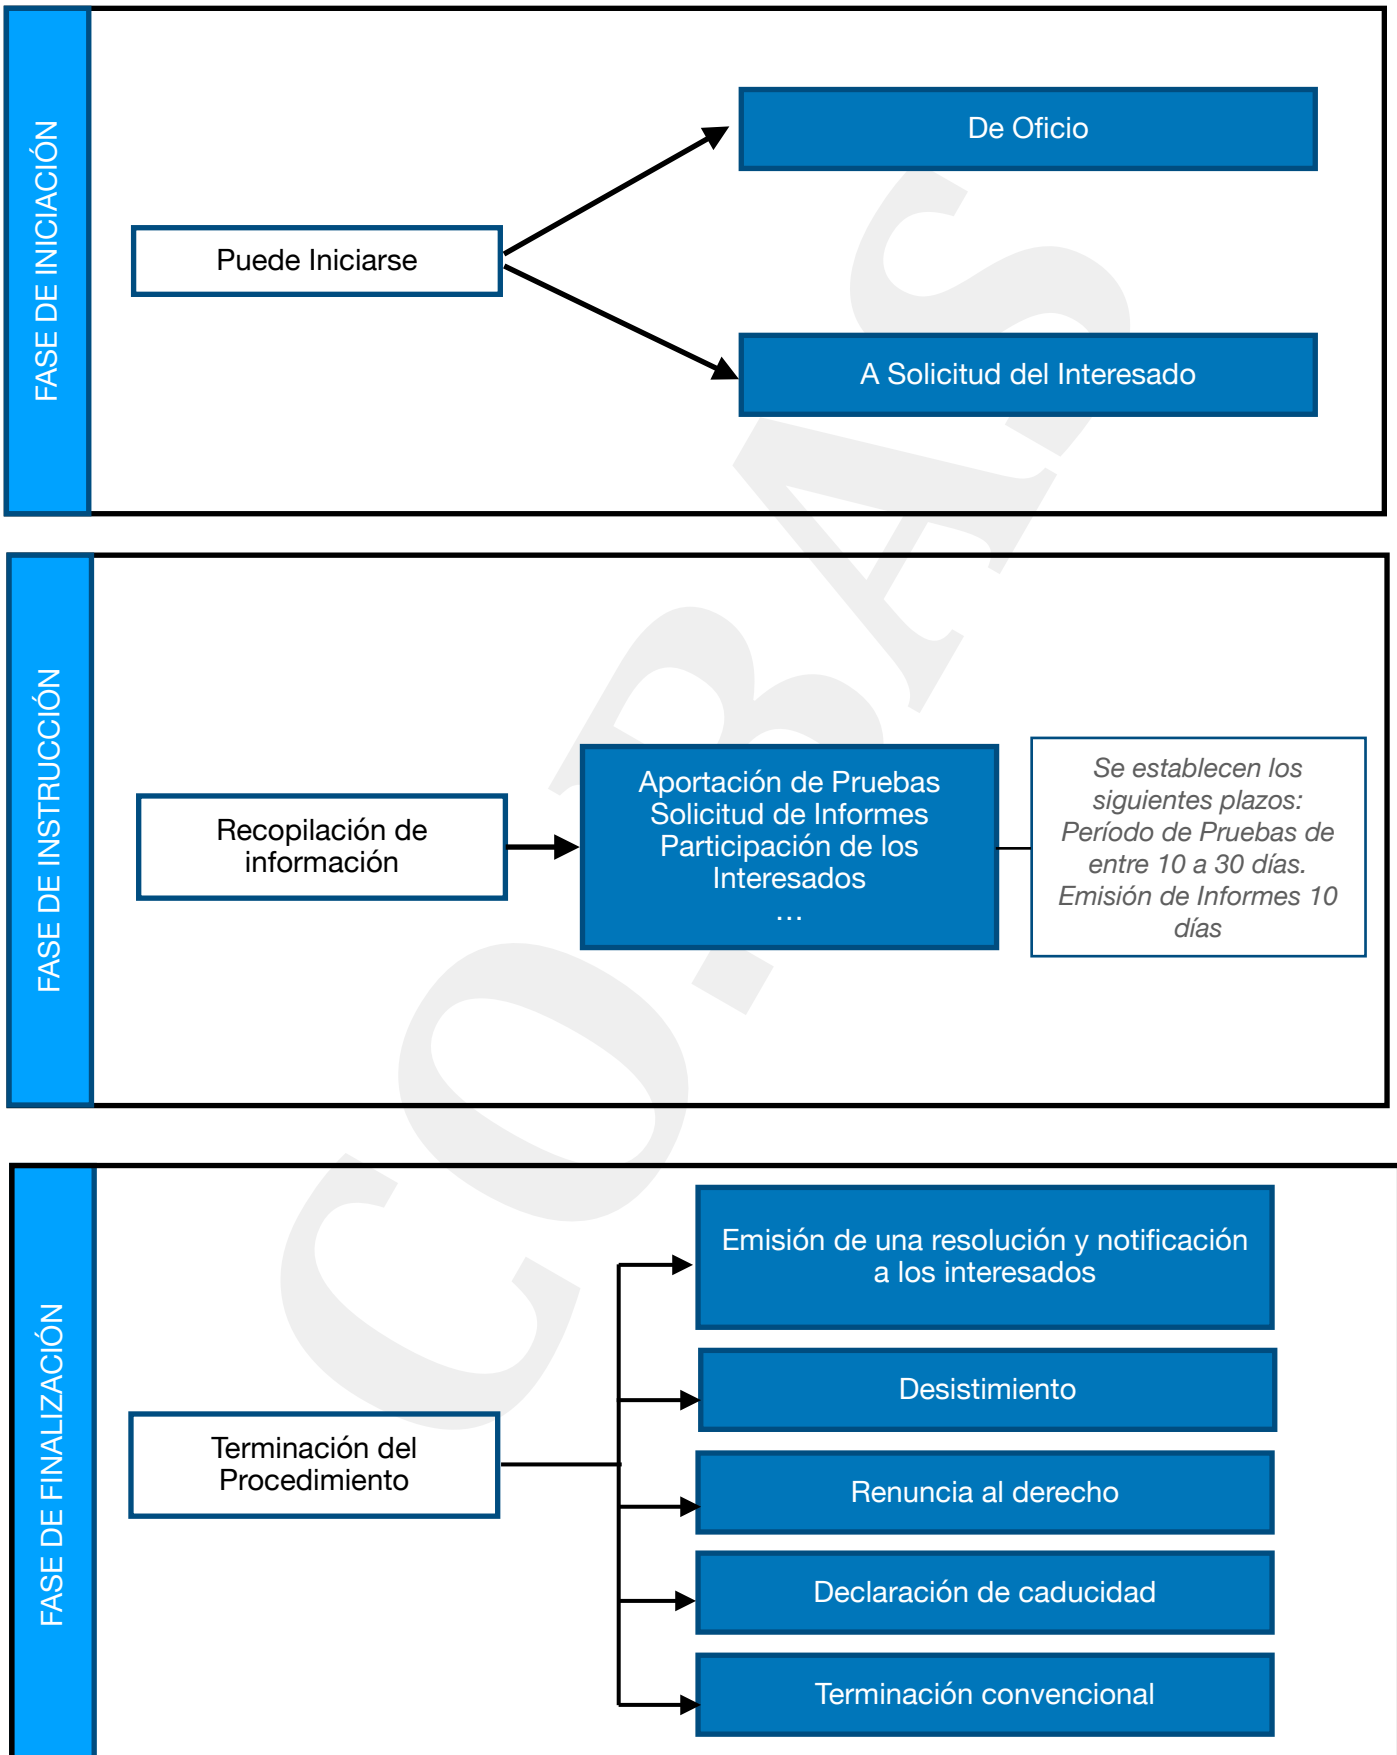 FASE DE INICIACIÓN
Puede Iniciarse
De Oficio
A Solicitud del Interesado
FASE DE INSTRUCCIÓN
Recopilación de
información
Aportación de Pruebas
Solicitud de Informes
Participación de los
Interesados
…
Se establecen los
siguientes plazos:
Período de Pruebas de
entre 10 a 30 días.
Emisión de Informes 10
días
FASE DE FINALIZACIÓN
Terminación del
Procedimiento
Emisión de una resolución y notificación
a los interesados
Desistimiento
Renuncia al derecho
Declaración de caducidad
Terminación convencional
CO.BAS